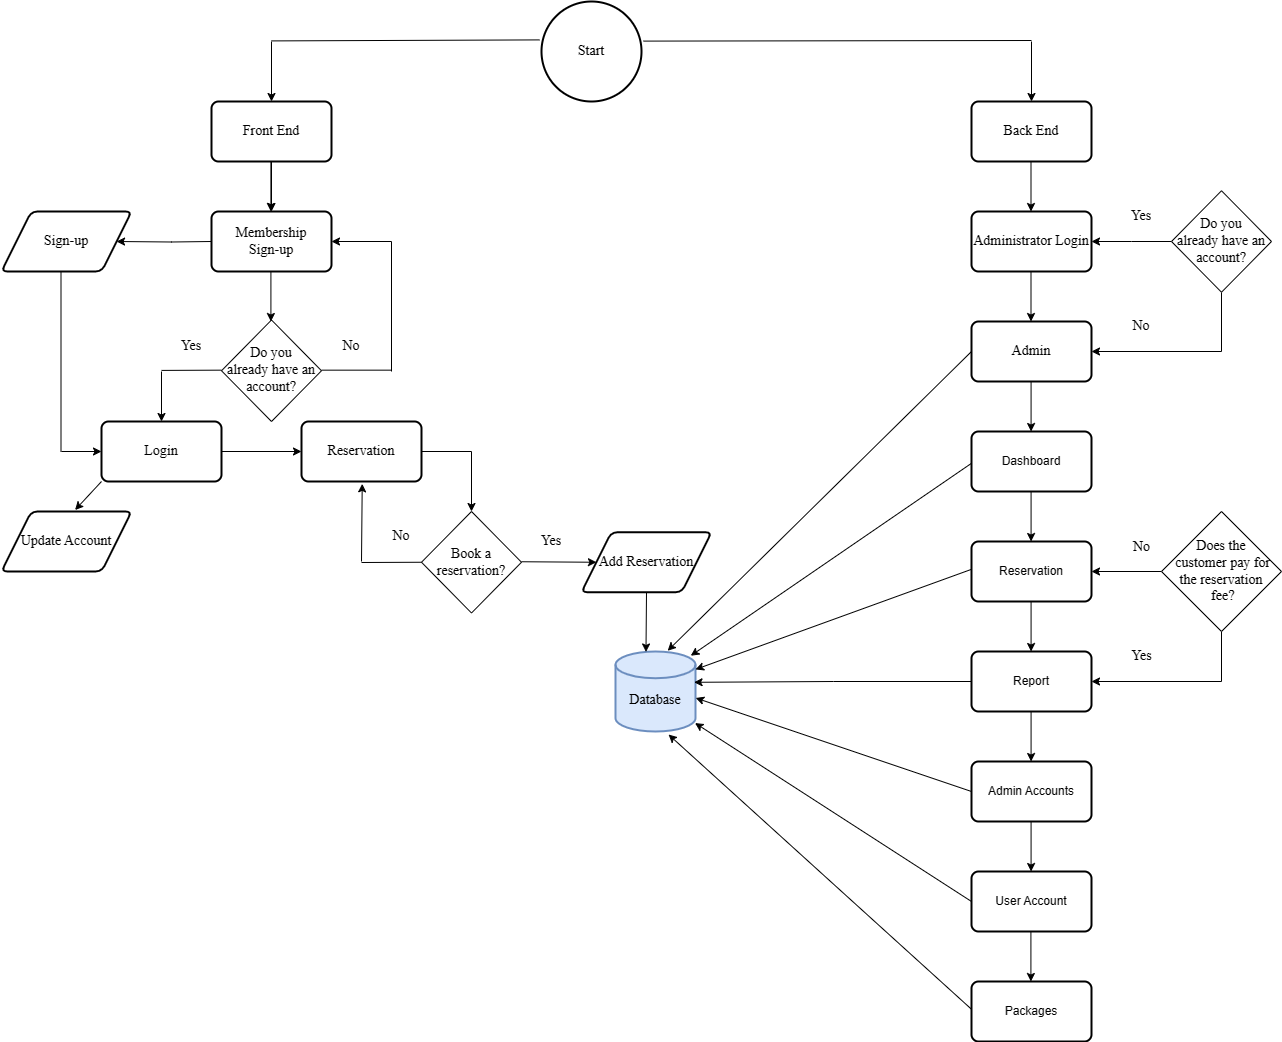 Start
Front End
Back End
Sign-up
Membership
Sign-up
Administrator Login
Yes
Do you
already have an
account?
Yes
No
Do you
already have an
account?
No
Admin
Login
Reservation
Dashboard
Update Account
No
Book a
reservation?
Yes
Add Reservation
Reservation
No
Does the
customer pay for
the reservation
fee?
Database
Report
Yes
Admin Accounts
User Account
Packages